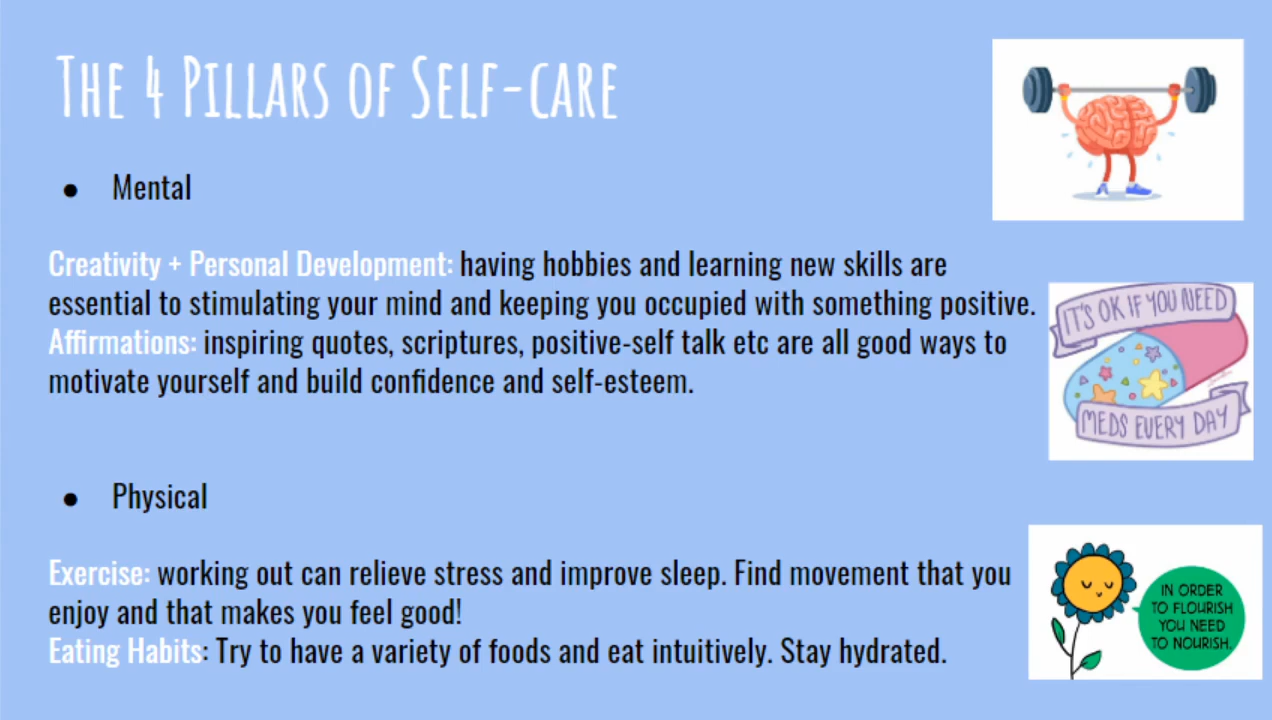 The 4 Pillars of Self-care
● Mental
Creativity + Personal Development: having hobbies and learning new skills are
essential to stimulating your mind and keeping you occupied with something positive.
Affirmations: inspiring quotes, scriptures, positive-self talk etc are all good ways to
motivate yourself and build confidence and self-esteem.
IT'S OK IF YOU NEED
MEDS EVERY DAY
● Physical
Exercise: working out can relieve stress and improve sleep. Find movement that you
enjoy and that makes you feel good!
Eating Habits: Try to have a variety of foods and eat intuitively. Stay hydrated.
IN ORDER
TO FLOURISH
YOU NEED
TO NOURISH.